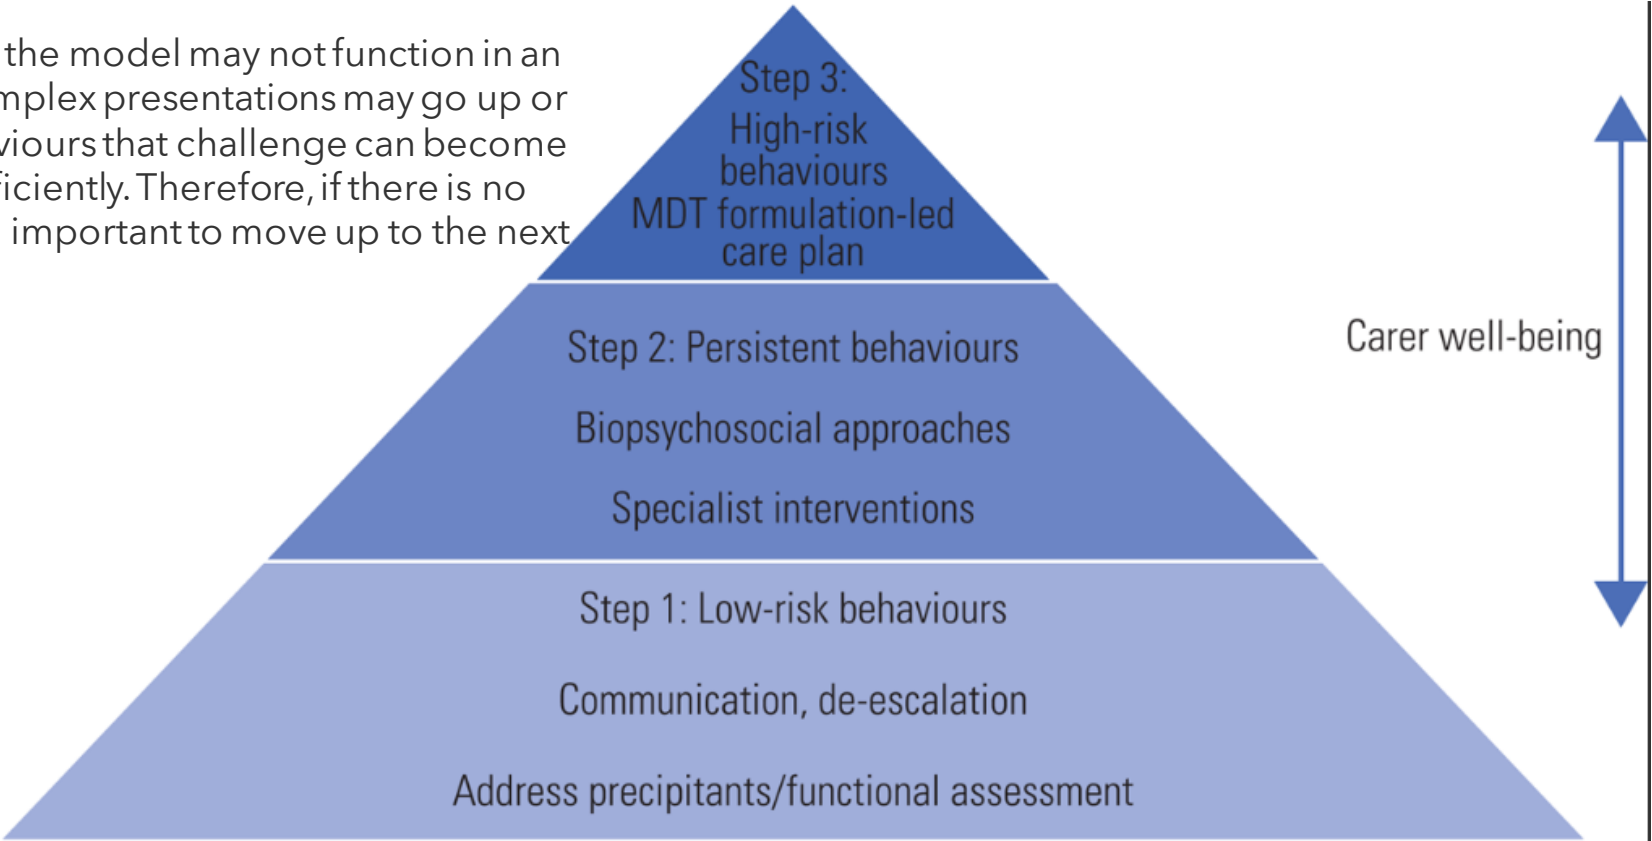 the model may not function in an
mplex presentations may go up or
viours that challenge can become
ficiently. Therefore, if there is no
important to move up to the next
Step 3:
High-risk
behaviours
MDT formulation-led
care plan
Step 2: Persistent behaviours
Biopsychosocial approaches
Specialist interventions
Carer well-being
Step 1: Low-risk behaviours
Communication, de-escalation
Address precipitants/functional assessment